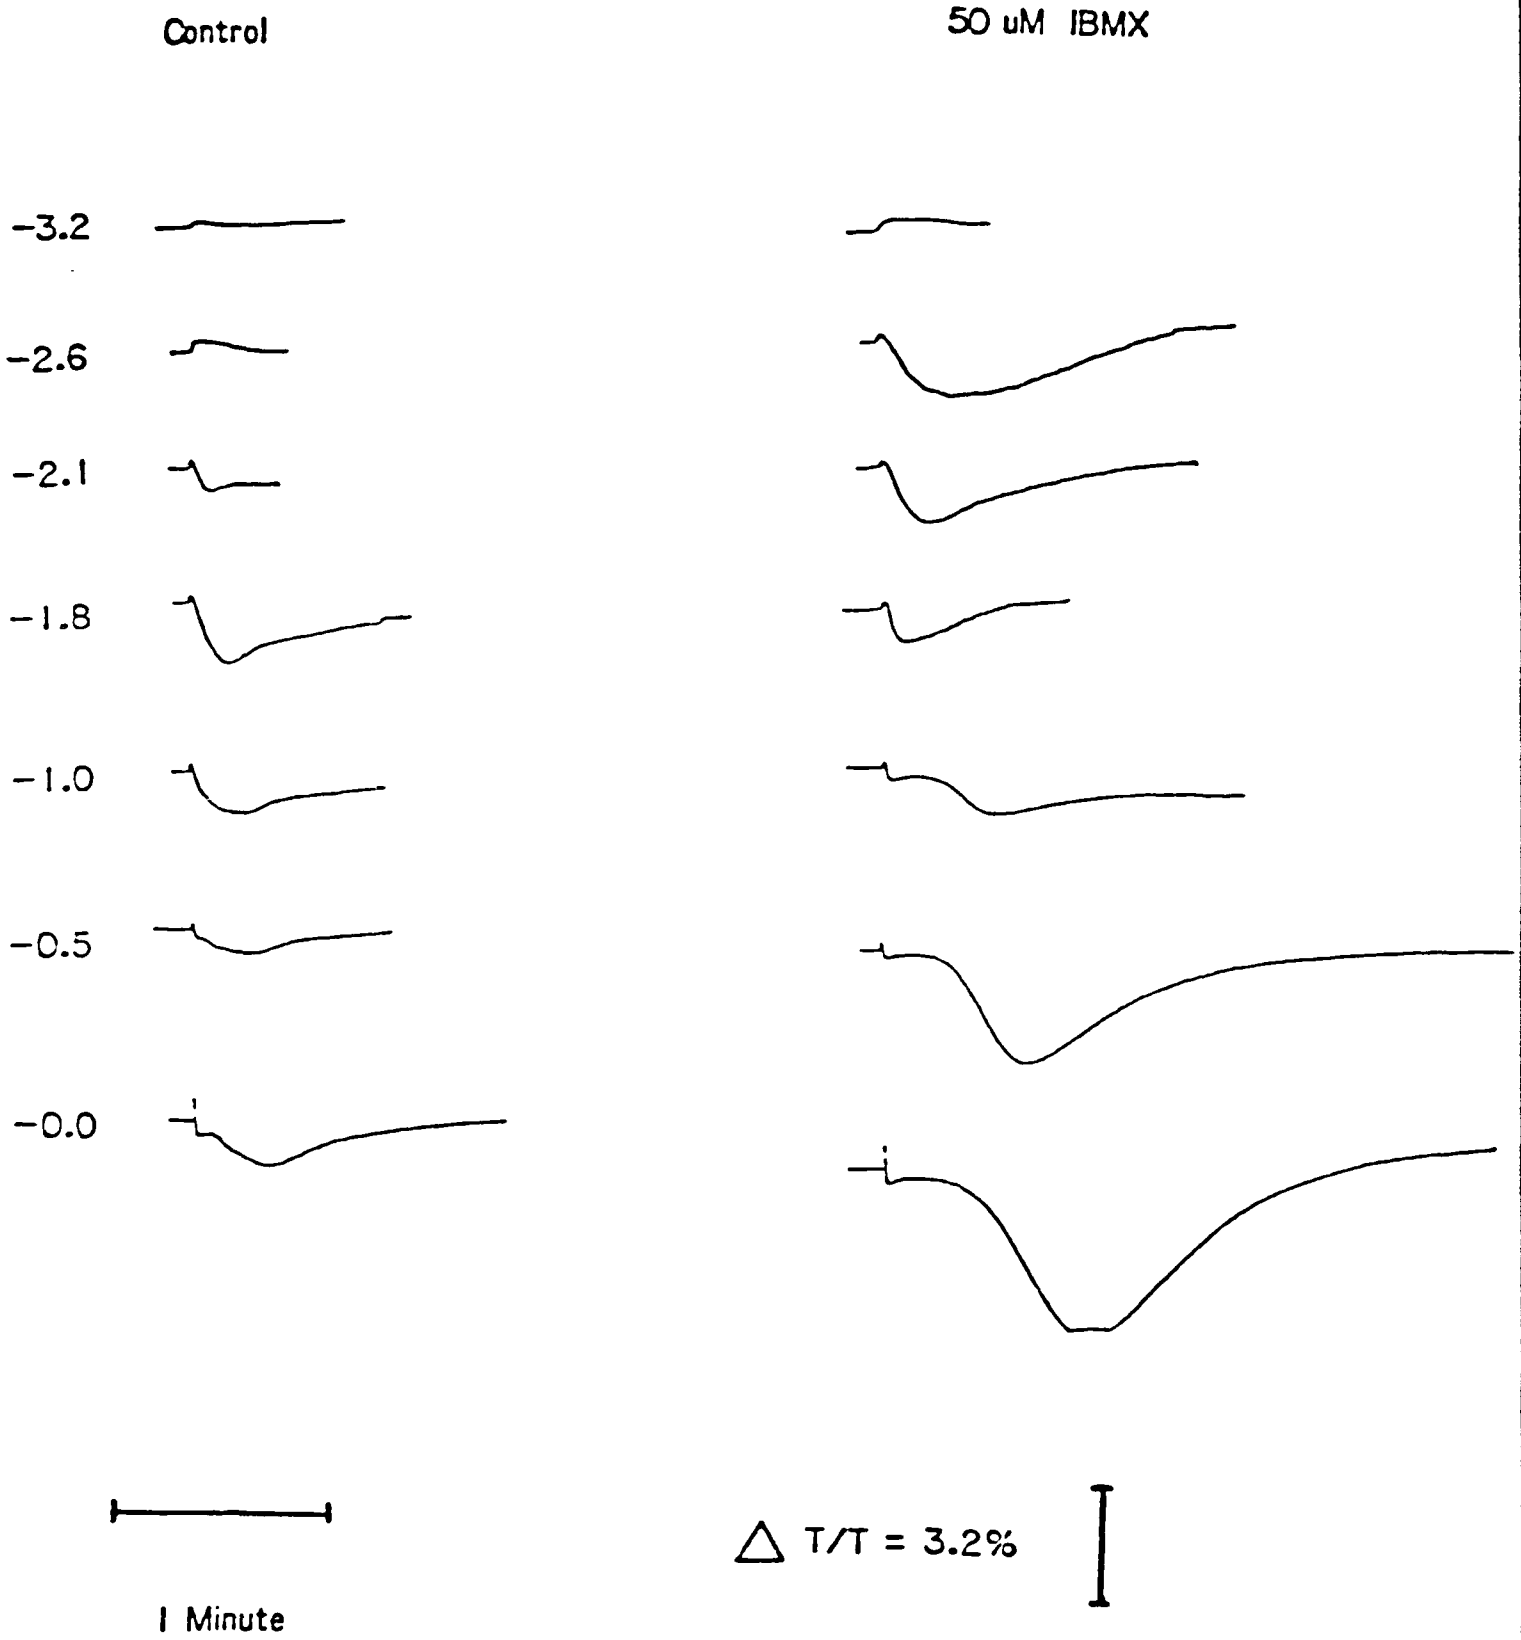 Control
50 uM IBMX
-3.2
-2.6
-2.1
-1.8
-1.0
-0.5
-0.0
△ T/T = 3.2%
1 Minute